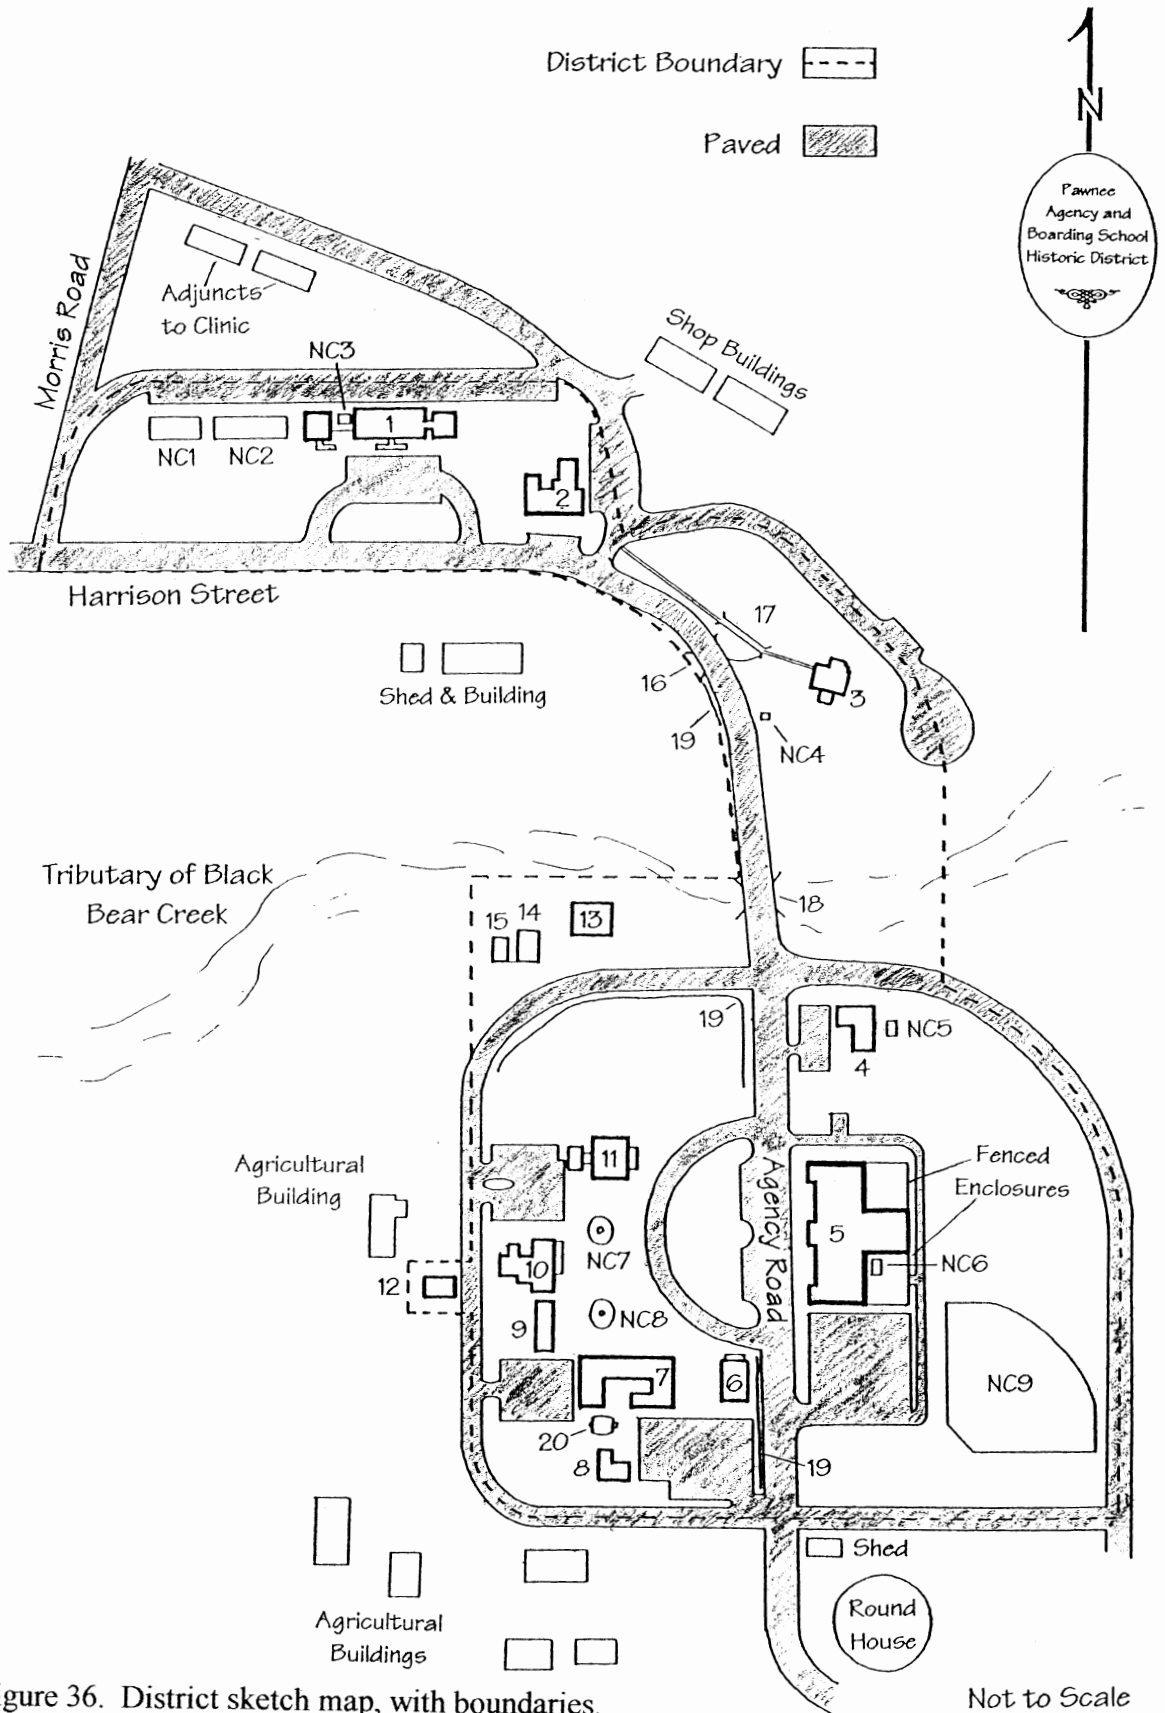 District Boundary
Paved
N
Pawnee
Agency and
Boarding School
Historic District
Morris Road
Adjuncts
to Clinic
Shop Buildings
NC3
1
NC1
NC2
2
Harrison Street
17
16
3
Shed & Building
19
NC4
Tributary of Black
Bear Creek
18
15
14
13
19
NC5
4
Agricultural
Building
11
Fenced
Enclosures
Agency Road
5
NC7
10
NC6
12
9
NC8
7
6
NC9
20
8
19
Shed
Round
House
Agricultural
Buildings
gure 36. District sketch map, with boundaries.
Not to Scale